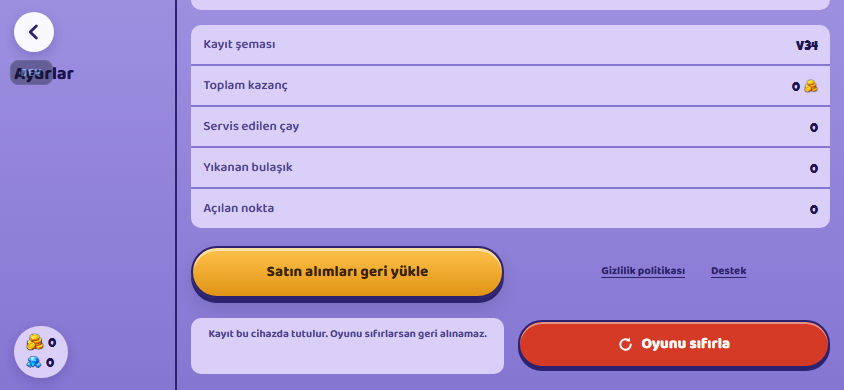 Ayarlar
Kayıt şeması V34
Toplam kazanç 0
Servis edilen çay 0
Yıkanan bulaşık 0
Açılan nokta 0
Satın alımları geri yükle
Gizlilik politikası Destek
Kayıt bu cihazda tutulur. Oyunu sıfırlarsan geri alınamaz.
Oyunu sıfırla
0
0